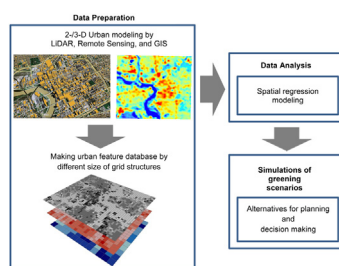 Data Preparation
2-/3-D Urban modeling by
LiDAR, Remote Sensing, and GIS
Making urban feature database by
different size of grid structures
Data Analysis
Spatial regression
modeling
Simulations of
greening
scenarios
Alternatives for planning
and
decision making